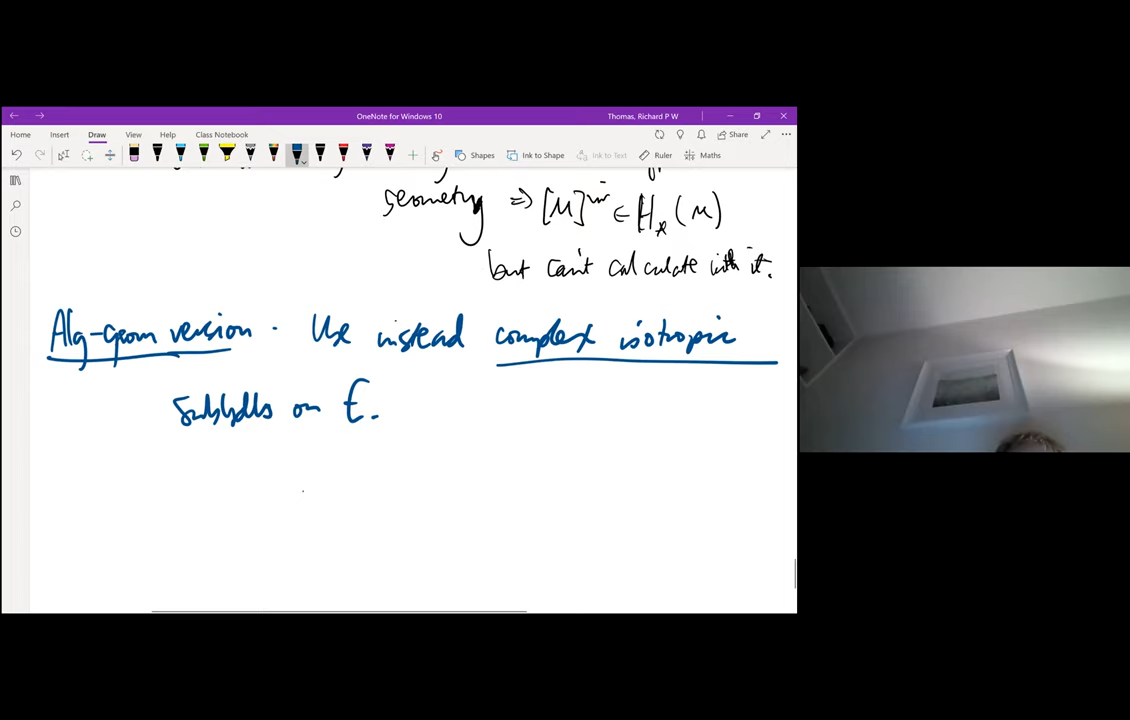 OneNote for Windows 10
Thomas, Richard P W
Home Insert Draw View Help Class Notebook
Share
Shapes Ink to Shape Ink to Text Ruler Maths
geometry ⇒ [M]ᵛⁱʳ ∈ H_*(M)
but can't calculate with it.
Alg-geom version. Use instead complex isotropic
subbdls on E.